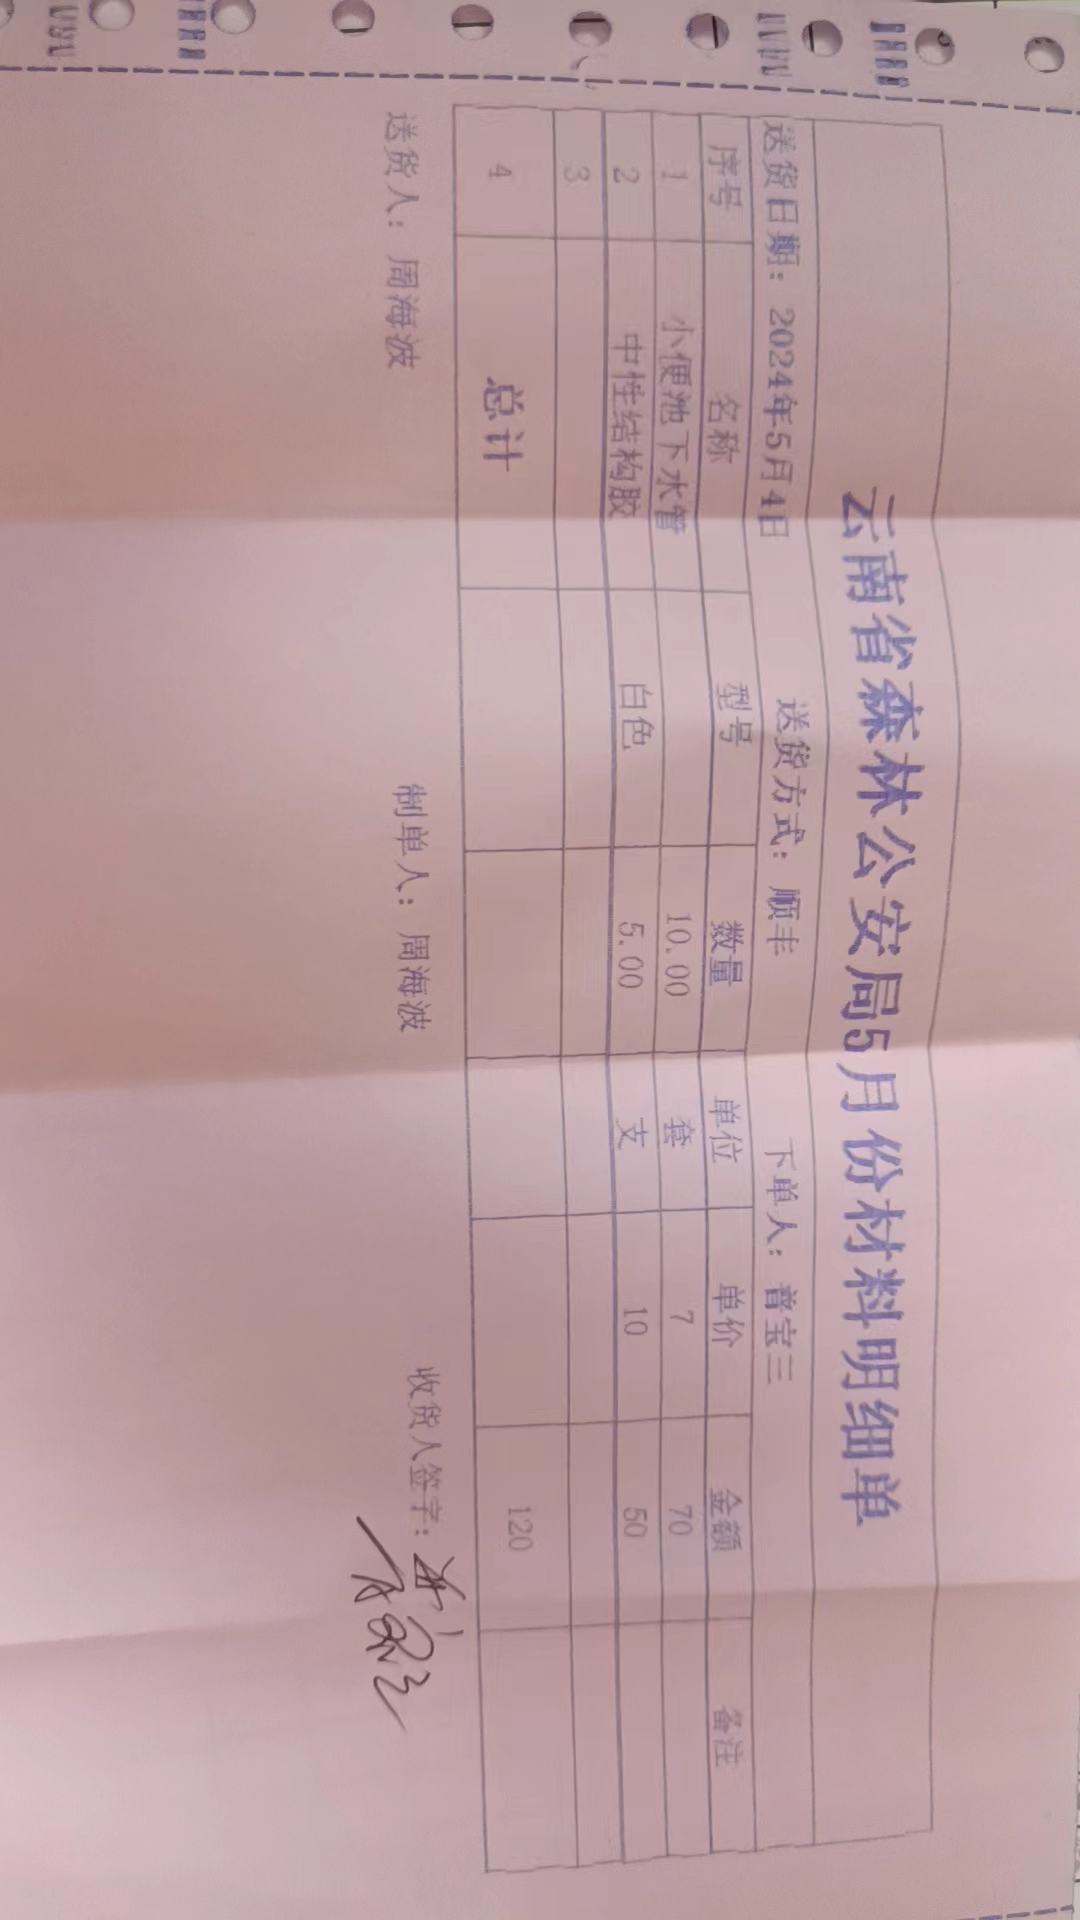 云南省森林公安局5月份材料明细单
送货日期：2024年5月4日 送货方式：顺丰 下单人：普宝三
序号 名称 型号 数量 单位 单价 金额 备注
1 小便池下水管 10.00 套 7 70
2 中性结构胶 白色 5.00 支 10 50
3
4 总计 120
送货人：周海波 制单人：周海波 收货人签字：